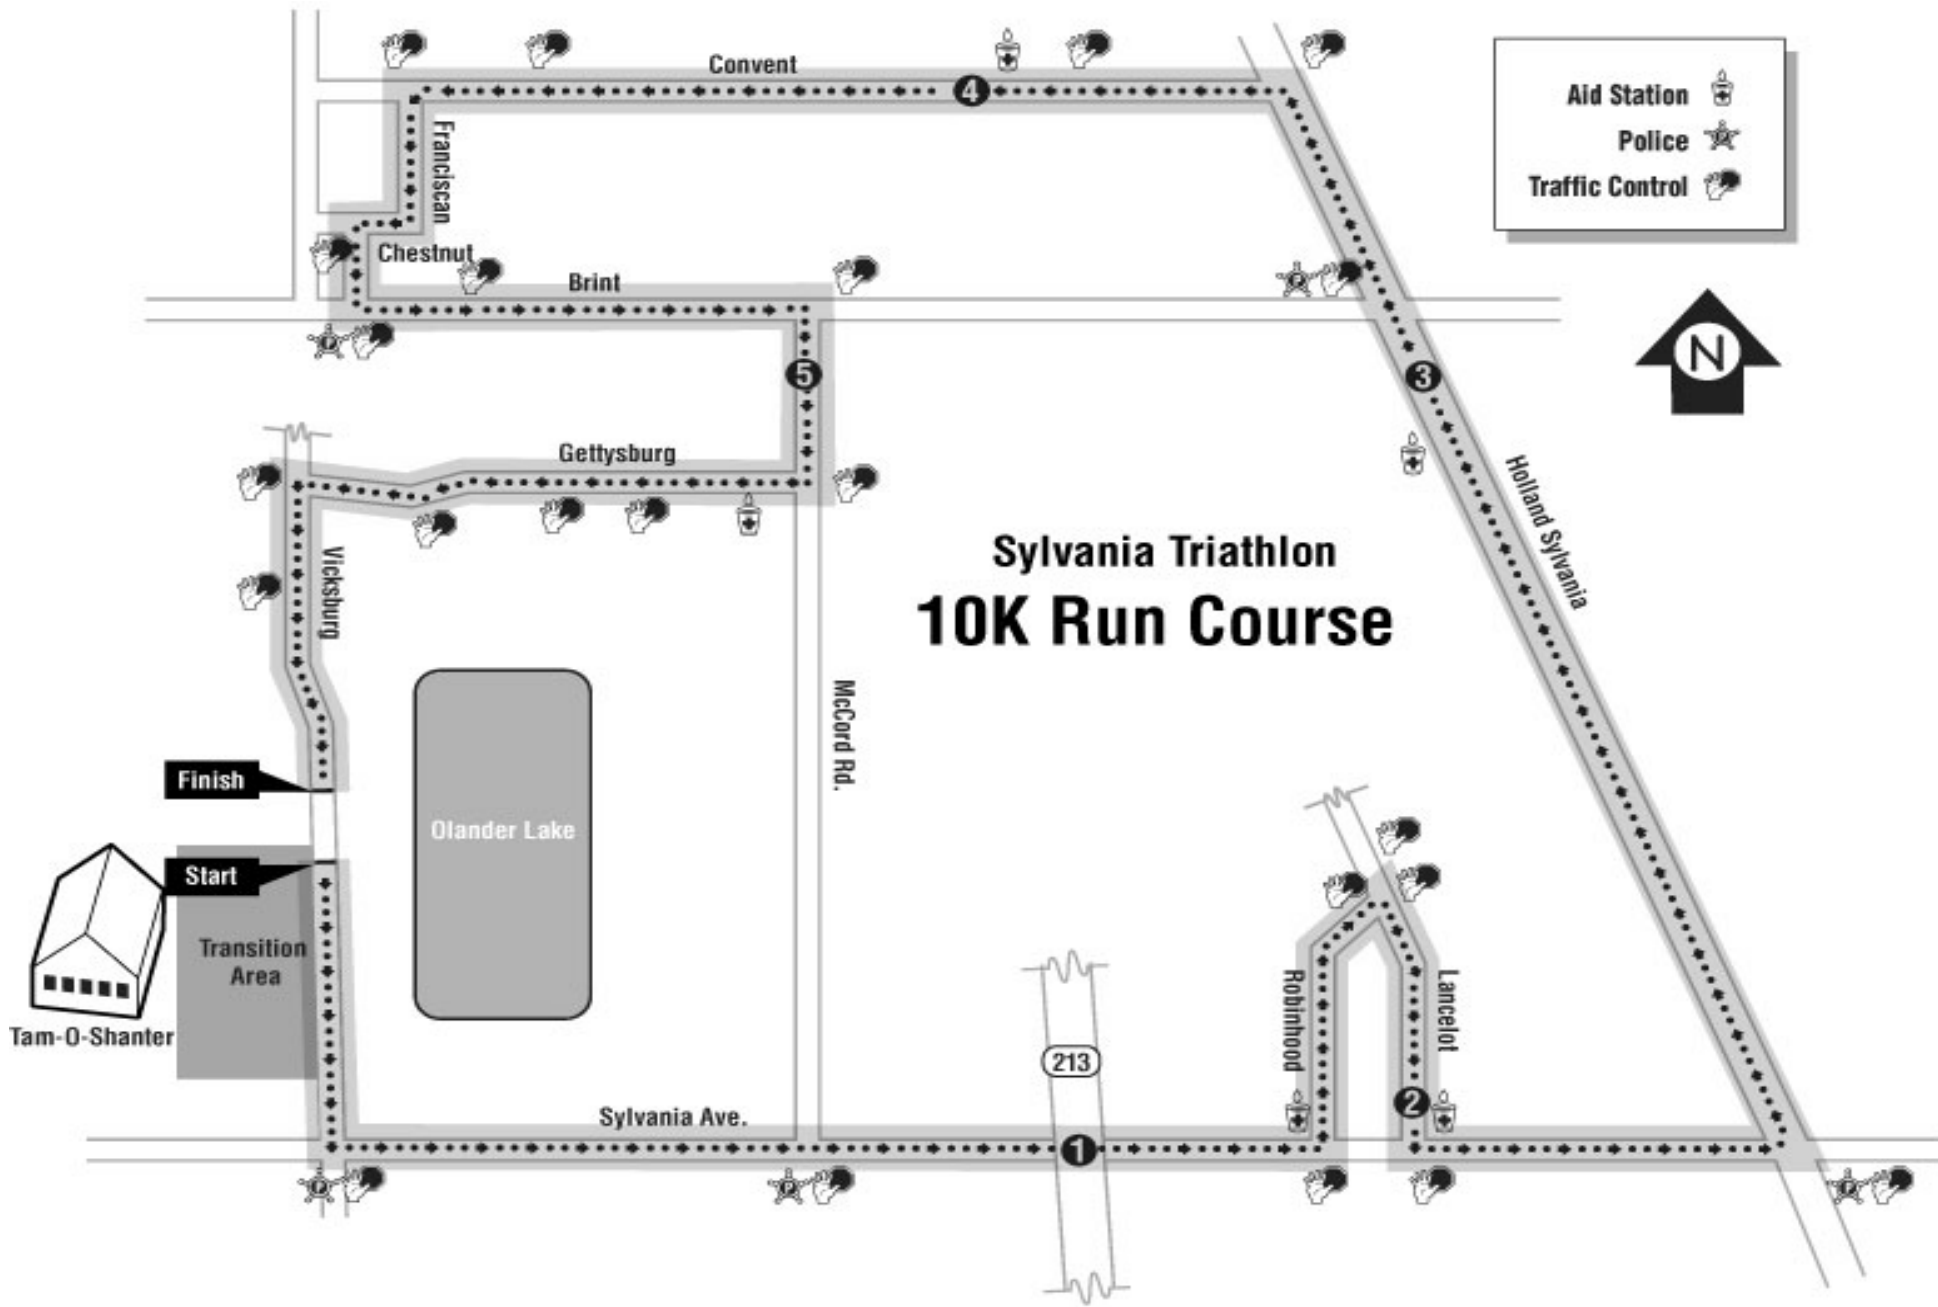 Convent
4
Aid Station
Police
Traffic Control
Franciscan
Chestnut
Brint
N
5
3
Gettysburg
Holland Sylvania
Vicksburg
Sylvania Triathlon
10K Run Course
McCord Rd.
Finish
Olander Lake
Start
Transition
Area
Tam-O-Shanter
Robinhood
Lancelot
213
2
Sylvania Ave.
1